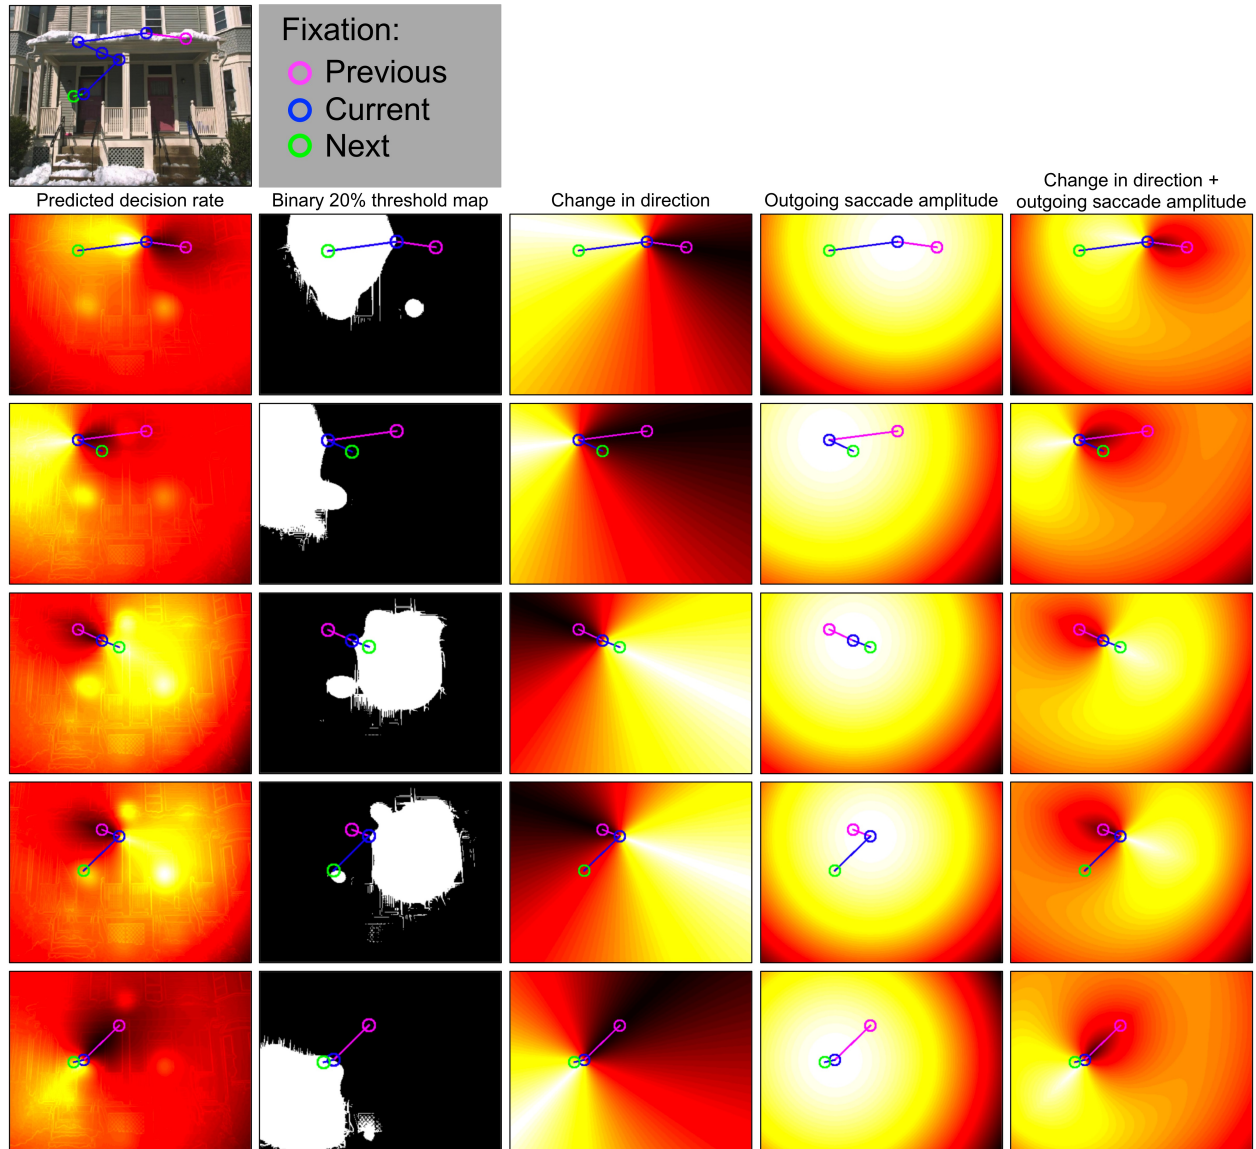 Fixation:
Previous
Current
Next
Predicted decision rate
Binary 20% threshold map
Change in direction
Outgoing saccade amplitude
Change in direction +
outgoing saccade amplitude